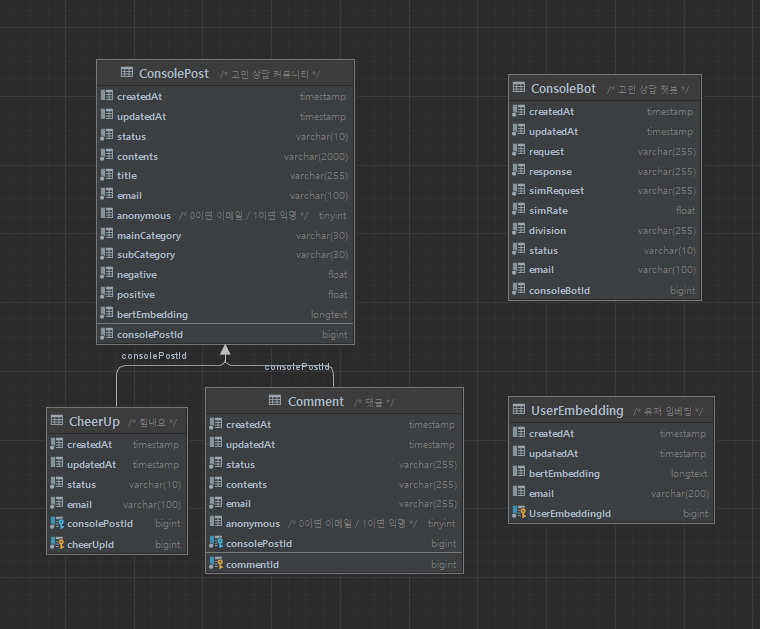 ConsolePost /* 고민 상담 커뮤니티 */
createdAt timestamp
updatedAt timestamp
status varchar(10)
contents varchar(2000)
title varchar(255)
email varchar(100)
anonymous /* 0이면 이메일 / 1이면 익명 */ tinyint
mainCategory varchar(30)
subCategory varchar(30)
negative float
positive float
bertEmbedding longtext
consolePostId bigint
consolePostId
consolePostId
CheerUp /* 힘내요 */
createdAt timestamp
updatedAt timestamp
status varchar(10)
email varchar(100)
consolePostId bigint
cheerUpId bigint
Comment /* 댓글 */
createdAt timestamp
updatedAt timestamp
status varchar(255)
contents varchar(255)
email varchar(255)
anonymous /* 0이면 이메일 / 1이면 익명 */ tinyint
consolePostId bigint
commentId bigint
ConsoleBot /* 고민 상담 챗봇 */
createdAt timestamp
updatedAt timestamp
request varchar(255)
response varchar(255)
simRequest varchar(255)
simRate float
division varchar(255)
status varchar(10)
email varchar(100)
consoleBotId bigint
UserEmbedding /* 유저 임베딩 */
createdAt timestamp
updatedAt timestamp
bertEmbedding longtext
email varchar(200)
UserEmbeddingId bigint